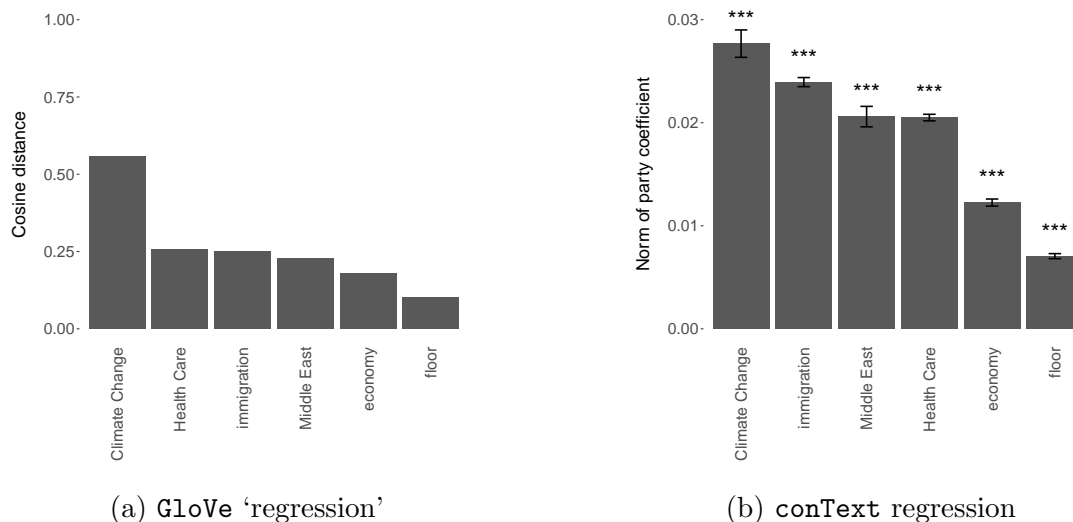 1.00
0.75
0.50
0.25
0.00
Cosine distance
Climate Change
Health Care
immigration
Middle East
economy
floor
(a) GloVe ‘regression’
0.03
0.02
0.01
0.00
Norm of party coefficient
***
***
***
***
***
***
Climate Change
immigration
Middle East
Health Care
economy
floor
(b) conText regression